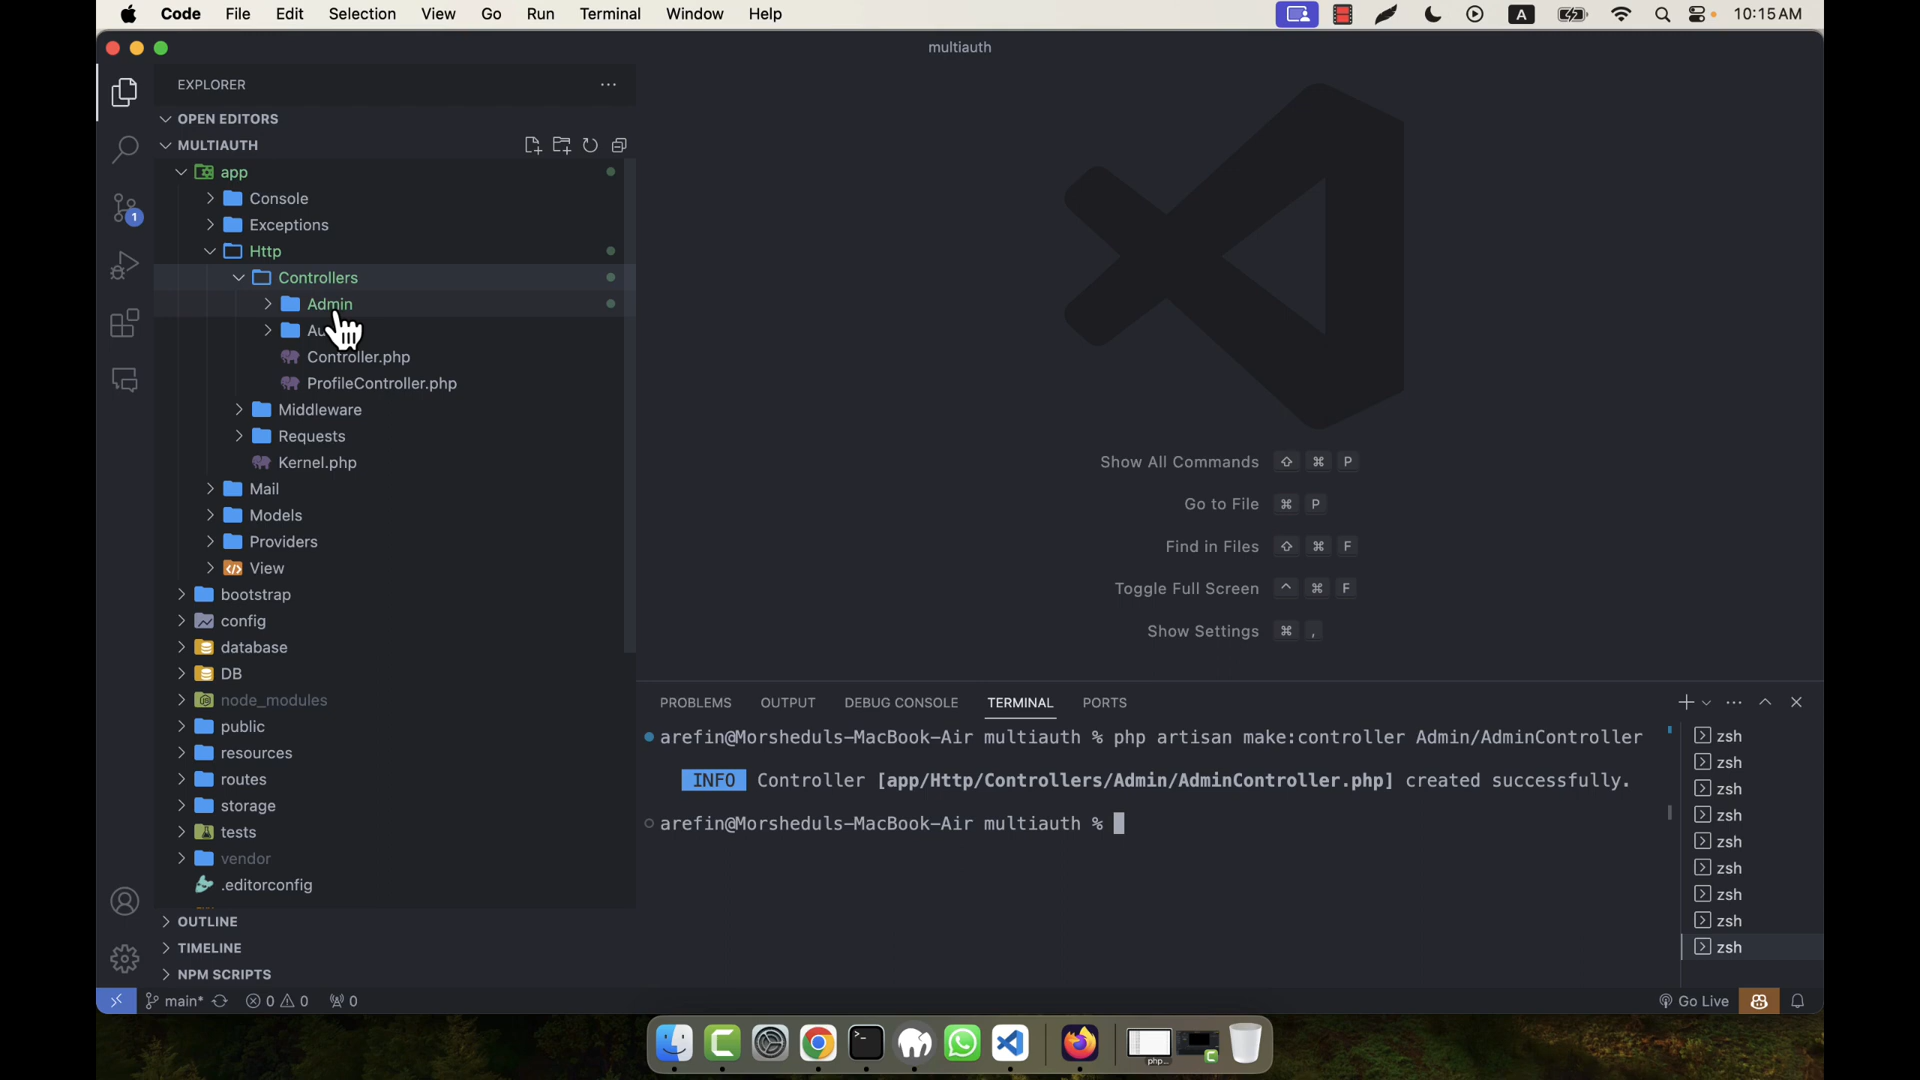 Code File Edit Selection View Go Run Terminal Window Help A 10:15 AM
multiauth
EXPLORER
OPEN EDITORS
MULTIAUTH
app
Console
Exceptions
Http
Controllers
Admin
Controller.php
ProfileController.php
Middleware
Requests
Kernel.php
Mail
Models
Providers
View
bootstrap
config
database
DB
node_modules
public
resources
routes
storage
tests
vendor
.editorconfig
OUTLINE
TIMELINE
NPM SCRIPTS
1
Show All Commands ⇧ ⌘ P
Go to File ⌘ P
Find in Files ⇧ ⌘ F
Toggle Full Screen ^ ⌘ F
Show Settings ⌘ ,
PROBLEMS OUTPUT DEBUG CONSOLE TERMINAL PORTS
arefin@Morsheduls-MacBook-Air multiauth % php artisan make:controller Admin/AdminController
INFO Controller [app/Http/Controllers/Admin/AdminController.php] created successfully.
arefin@Morsheduls-MacBook-Air multiauth %
zsh
zsh
zsh
zsh
zsh
zsh
zsh
zsh
zsh
main* 0 0 0 Go Live
php...